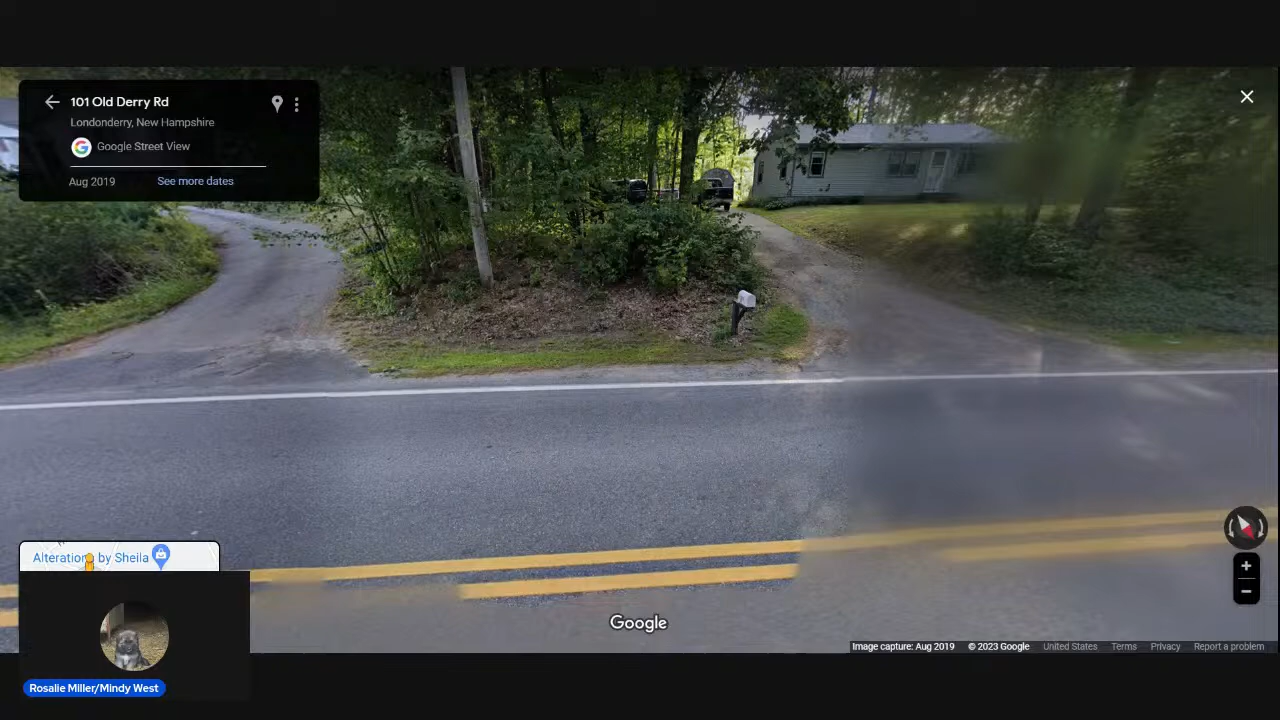 101 Old Derry Rd
Londonderry, New Hampshire
Google Street View
Aug 2019 See more dates
Alterations by Sheila
Google
Image capture: Aug 2019 © 2023 Google United States Terms Privacy Report a problem
Rosalie Miller/Mindy West